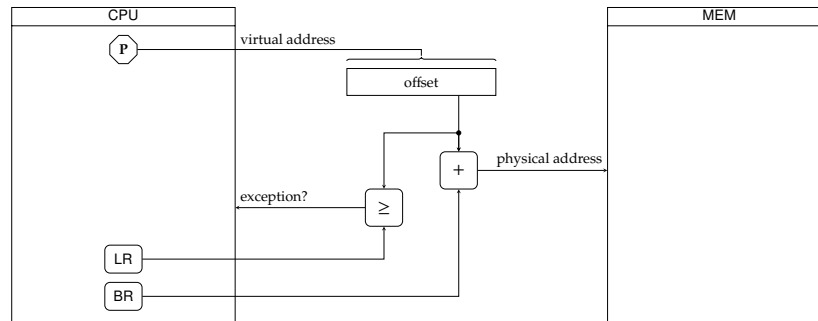 CPU
MEM
P
virtual address
offset
+
physical address
exception?
≥
LR
BR